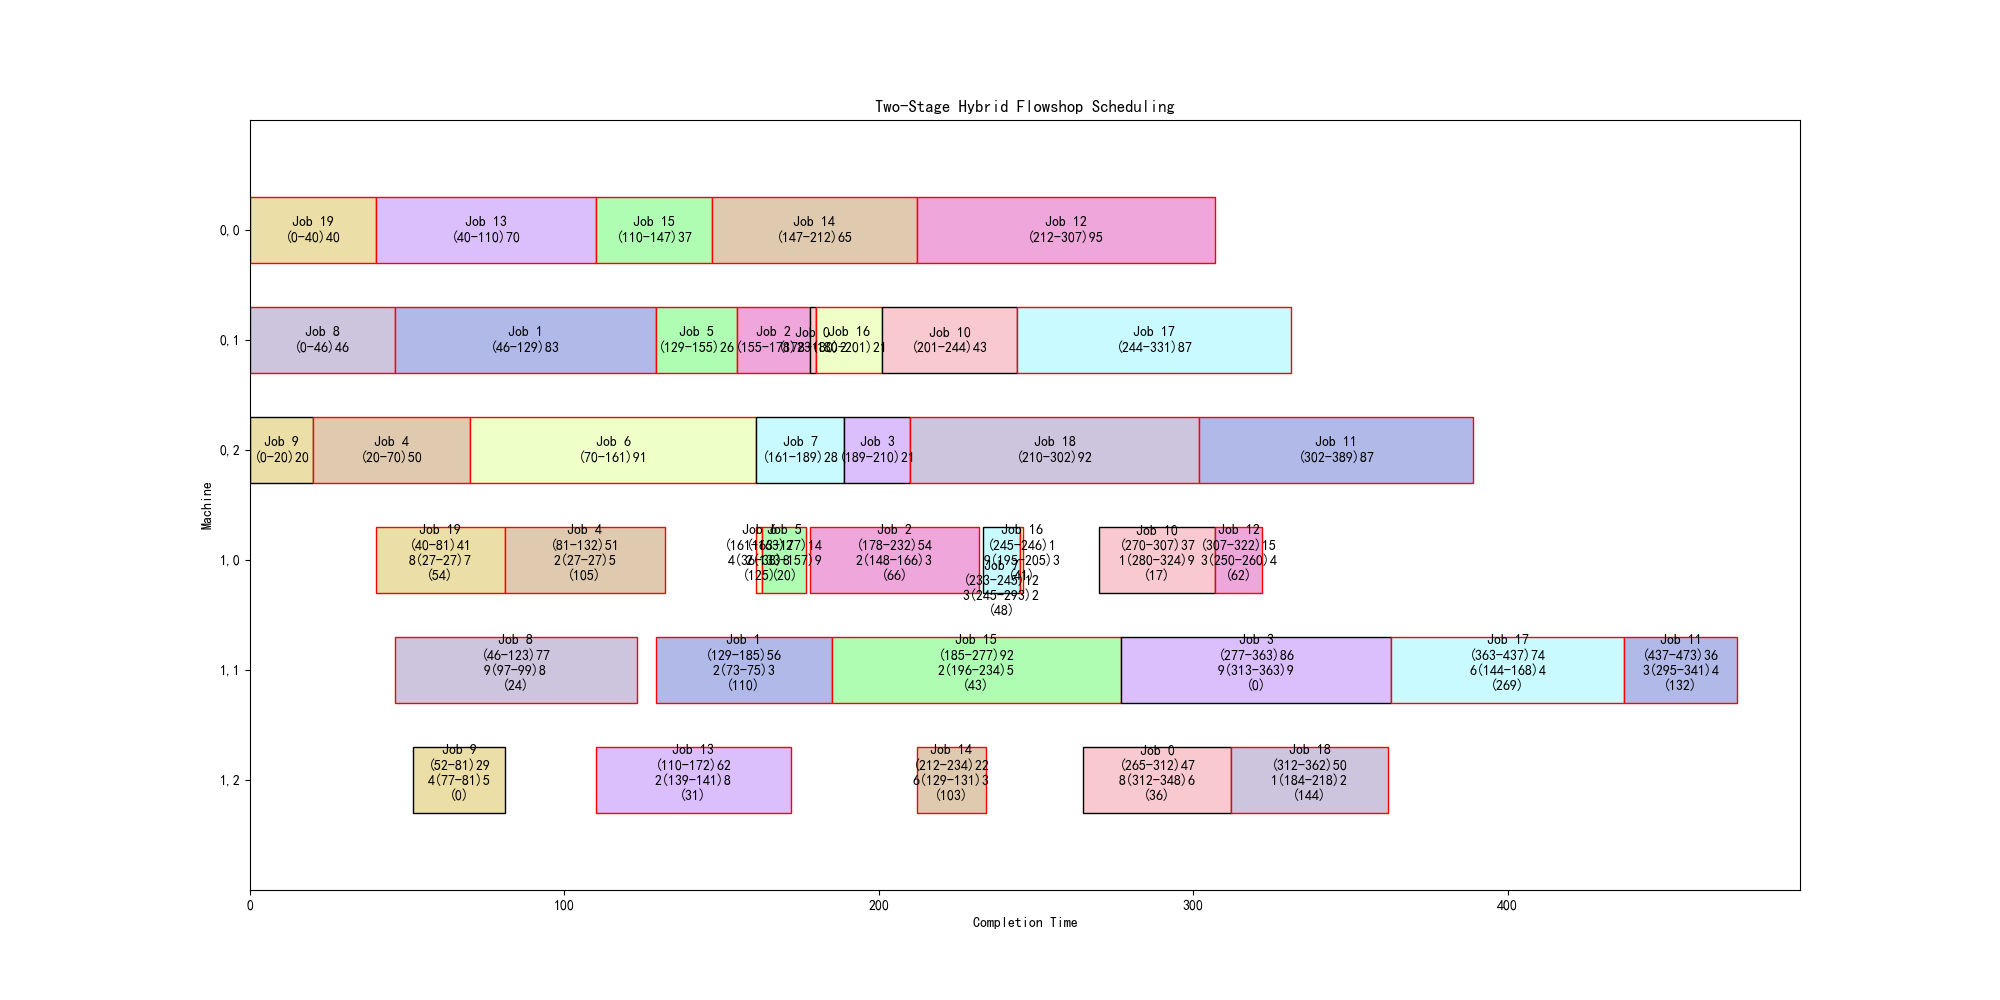 Two-Stage Hybrid Flowshop Scheduling
Machine
0,0
Job 19
(0-40)40
Job 13
(40-110)70
Job 15
(110-147)37
Job 14
(147-212)65
Job 12
(212-307)95
0,1
Job 8
(0-46)46
Job 1
(46-129)83
Job 5
(129-155)26
Job 2
(155-178)23
Job 0
(178-180)2
Job 16
(180-201)21
Job 10
(201-244)43
Job 17
(244-331)87
0,2
Job 9
(0-20)20
Job 4
(20-70)50
Job 6
(70-161)91
Job 7
(161-189)28
Job 3
(189-210)21
Job 18
(210-302)92
Job 11
(302-389)87
1,0
Job 19
(40-81)41
8(27-27)7
(54)
Job 4
(81-132)51
2(27-27)5
(105)
Job 6
(161-163)2
(125)
Job 5
(163-177)14
(20)
Job 2
(178-232)54
2(148-166)3
(66)
Job 7
(233-245)12
3(245-293)2
(48)
Job 16
(245-246)1
9(195-205)3
(41)
Job 10
(270-307)37
1(280-324)9
(17)
Job 12
(307-322)15
3(250-260)4
(62)
1,1
Job 8
(46-123)77
9(97-99)8
(24)
Job 1
(129-185)56
2(73-75)3
(110)
Job 15
(185-277)92
2(196-234)5
(43)
Job 3
(277-363)86
9(313-363)9
(0)
Job 17
(363-437)74
6(144-168)4
(269)
Job 11
(437-473)36
3(295-341)4
(132)
1,2
Job 9
(52-81)29
4(77-81)5
(0)
Job 13
(110-172)62
2(139-141)8
(31)
Job 14
(212-234)22
6(129-131)3
(103)
Job 0
(265-312)47
8(312-348)6
(36)
Job 18
(312-362)50
1(184-218)2
(144)
0
100
200
300
400
Completion Time